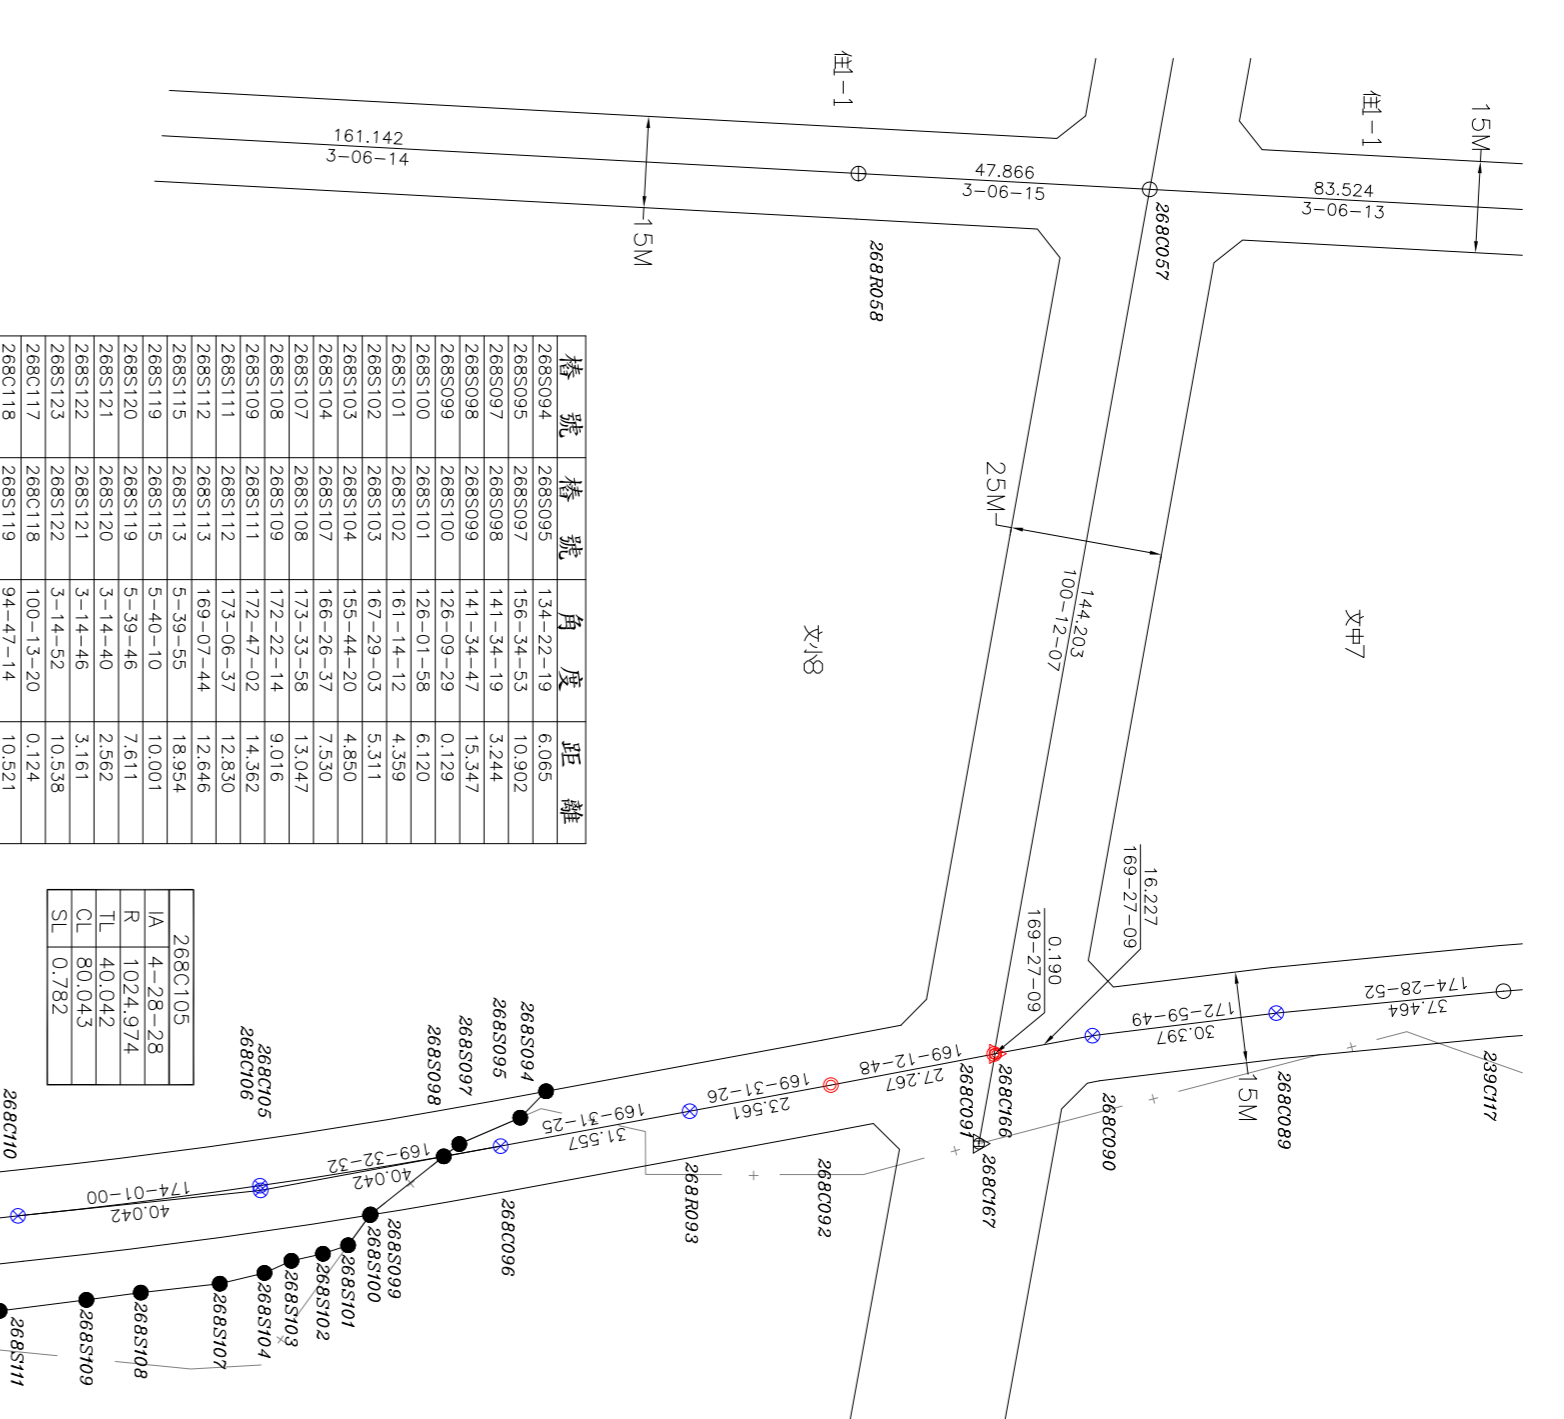 住1-1
住1-1
15M
161.142
3-06-14
47.866
3-06-15
83.524
3-06-13
15M
268C057
268R058
25M
144.203
100-12-07
文小8
文中7
樁 號 樁 號 角 度 距 離
268S094 268S095 134-22-19 6.065
268S095 268S097 156-34-53 10.902
268S097 268S098 141-34-19 3.244
268S098 268S099 141-34-47 15.347
268S099 268S100 126-09-29 0.129
268S100 268S101 126-01-58 6.120
268S101 268S102 161-14-12 4.359
268S102 268S103 167-29-03 5.311
268S103 268S104 155-44-20 4.850
268S104 268S107 166-26-37 7.530
268S107 268S108 173-33-58 13.047
268S108 268S109 172-22-14 9.016
268S109 268S111 172-47-02 14.362
268S111 268S112 173-06-37 12.830
268S112 268S113 169-07-44 12.646
268S115 268S113 5-39-55 18.954
268S119 268S115 5-40-10 10.001
268S120 268S119 5-39-46 7.611
268S121 268S120 3-14-40 2.562
268S122 268S121 3-14-46 3.161
268S123 268S122 3-14-52 10.538
268C117 268C118 100-13-20 0.124
268C118 268S119 94-47-14 10.521
268C105
IA 4-28-28
R 1024.974
TL 40.042
CL 80.043
SL 0.782
16.227
169-27-09
0.190
169-27-09
174-28-52
37.464
172-59-49
30.397
15M
239C117
268C089
268C090
268C166
268C091
268C167
169-12-48
27.267
268C092
169-31-26
23.561
268R093
169-31-25
31.557
268C096
169-32-32
40.042
174-01-00
40.042
268S094
268S095
268S097
268S098
268C105
268C106
268C110
268S099
268S100
268S101
268S102
268S103
268S104
268S107
268S108
268S109
268S111